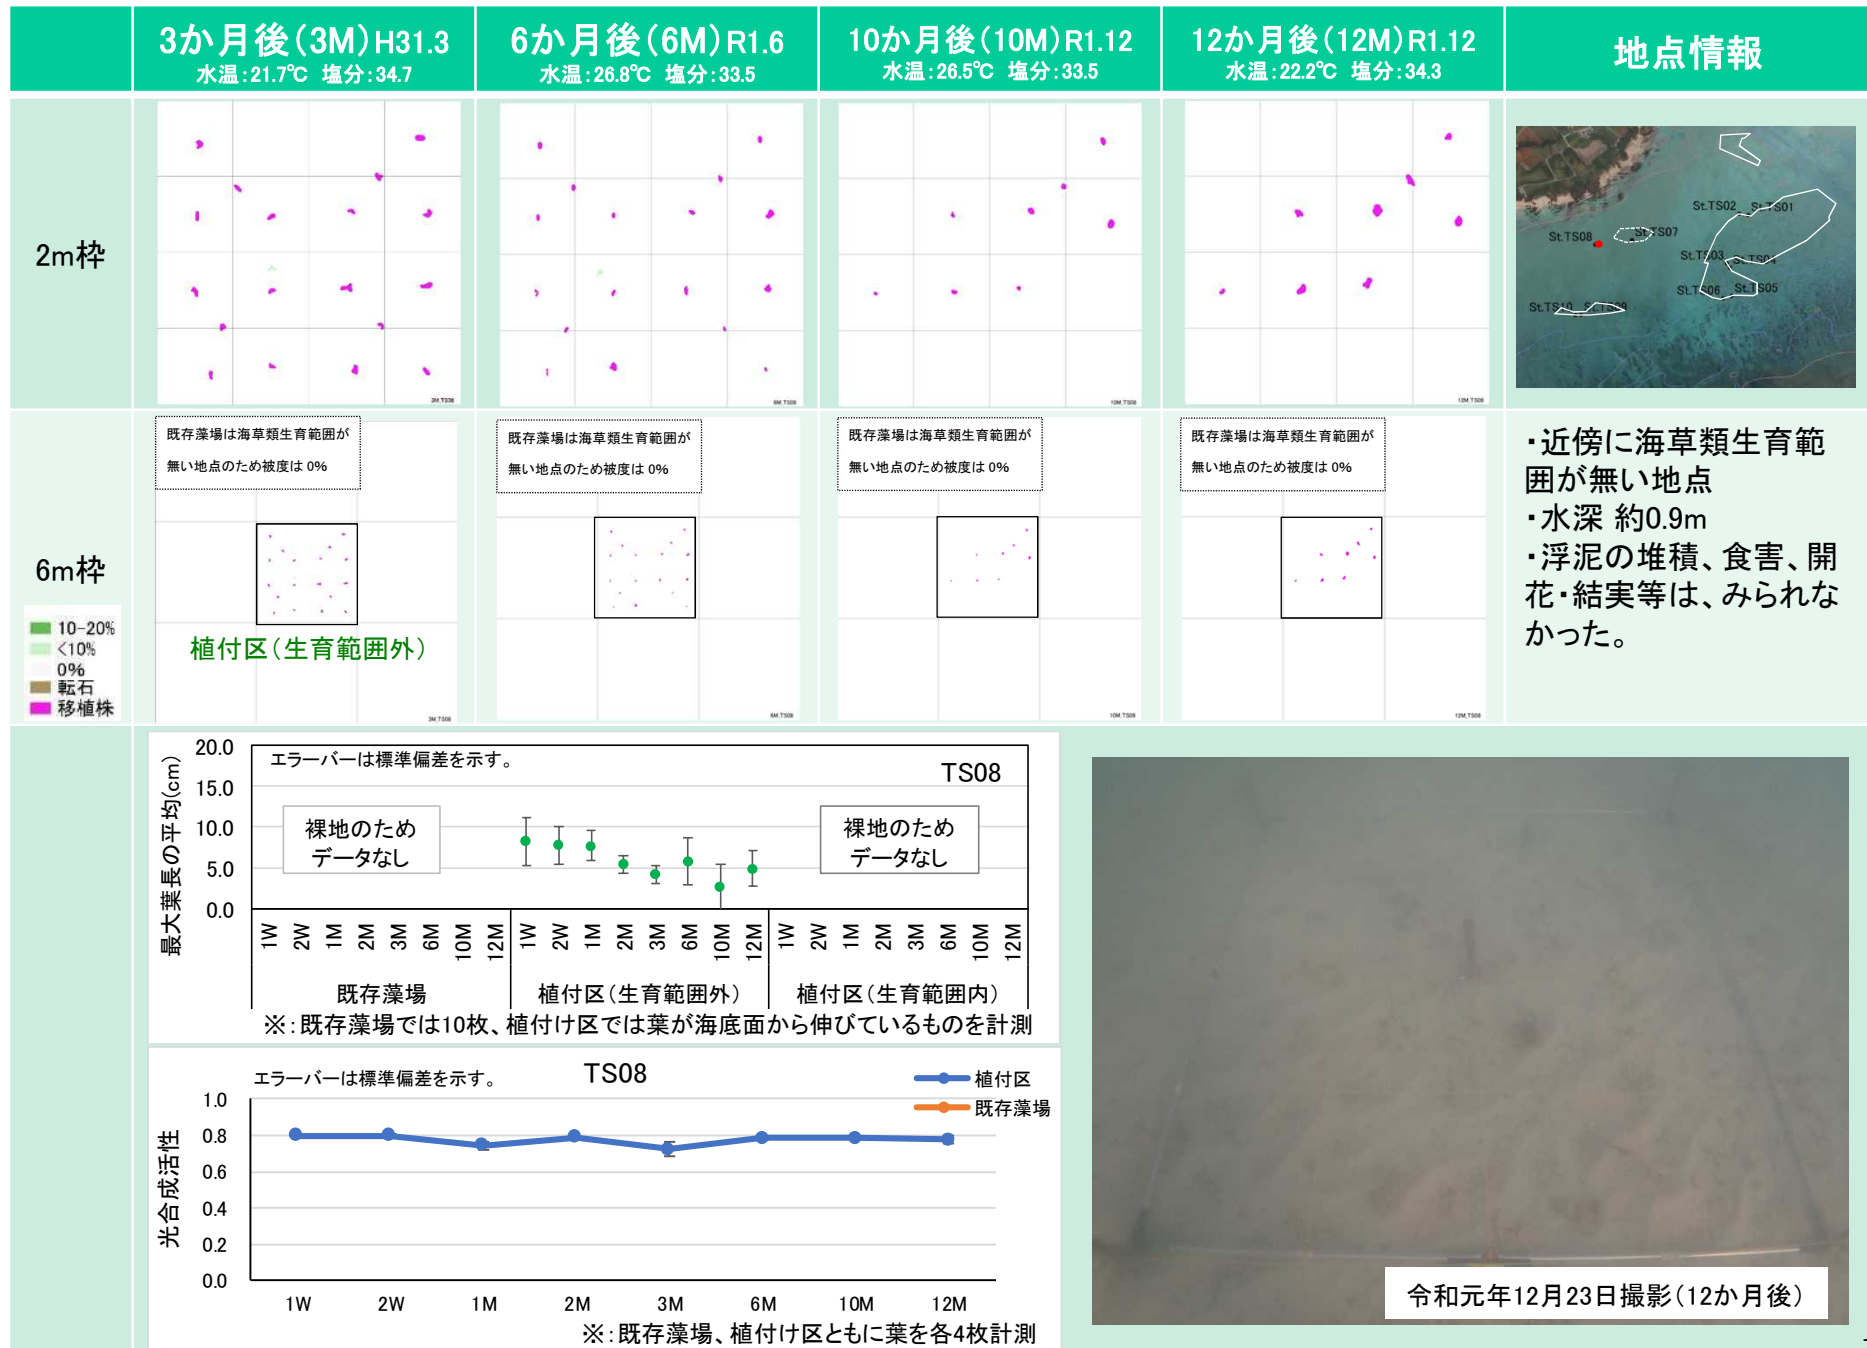 3か月後(3M)H31.3
水温:21.7℃ 塩分:34.7
6か月後(6M)R1.6
水温:26.8℃ 塩分:33.5
10か月後(10M)R1.12
水温:26.5℃ 塩分:33.5
12か月後(12M)R1.12
水温:22.2℃ 塩分:34.3
地点情報
2m枠
3M_TS08
6M_TS08
10M_TS08
12M_TS08
St.TS02
St.TS01
St.TS08
St.TS07
St.TS03
St.TS04
St.TS06
St.TS05
St.TS10
St.TS09
6m枠
10-20%
<10%
0%
転石
移植株
既存藻場は海草類生育範囲が
無い地点のため被度は 0%
植付区(生育範囲外)
3M_TS08
既存藻場は海草類生育範囲が
無い地点のため被度は 0%
6M_TS08
既存藻場は海草類生育範囲が
無い地点のため被度は 0%
10M_TS08
既存藻場は海草類生育範囲が
無い地点のため被度は 0%
12M_TS08
・近傍に海草類生育範
囲が無い地点
・水深 約0.9m
・浮泥の堆積、食害、開
花・結実等は、みられな
かった。
最大葉長の平均(cm)
20.0
15.0
10.0
5.0
0.0
エラーバーは標準偏差を示す。
TS08
裸地のため
データなし
裸地のため
データなし
1W 2W 1M 2M 3M 6M 10M 12M 1W 2W 1M 2M 3M 6M 10M 12M 1W 2W 1M 2M 3M 6M 10M 12M
既存藻場 植付区(生育範囲外) 植付区(生育範囲内)
※:既存藻場では10枚、植付け区では葉が海底面から伸びているものを計測
エラーバーは標準偏差を示す。
TS08
植付区
既存藻場
光合成活性
1.0
0.8
0.6
0.4
0.2
0.0
1W 2W 1M 2M 3M 6M 10M 12M
※:既存藻場、植付け区ともに葉を各4枚計測
令和元年12月23日撮影(12か月後)